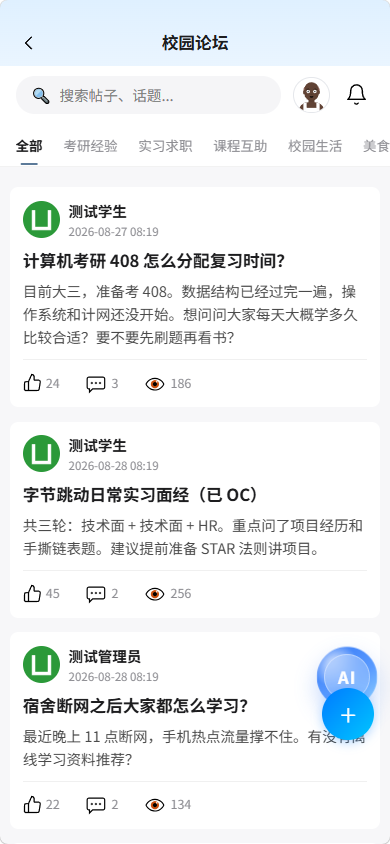 校园论坛
搜索帖子、话题...
全部 考研经验 实习求职 课程互助 校园生活 美食
测试学生
2026-08-27 08:19
计算机考研 408 怎么分配复习时间？
目前大三，准备考 408。数据结构已经过完一遍，操
作系统和计网还没开始。想问问大家每天大概学多久
比较合适？要不要先刷题再看书？
24 3 186
测试学生
2026-08-28 08:19
字节跳动日常实习面经（已 OC）
共三轮：技术面 + 技术面 + HR。重点问了项目经历和
手撕链表题。建议提前准备 STAR 法则讲项目。
45 2 256
测试管理员
2026-08-28 08:19
宿舍断网之后大家都怎么学习？
AI
最近晚上 11 点断网，手机热点流量撑不住。有没有离
线学习资料推荐？
22 2 134